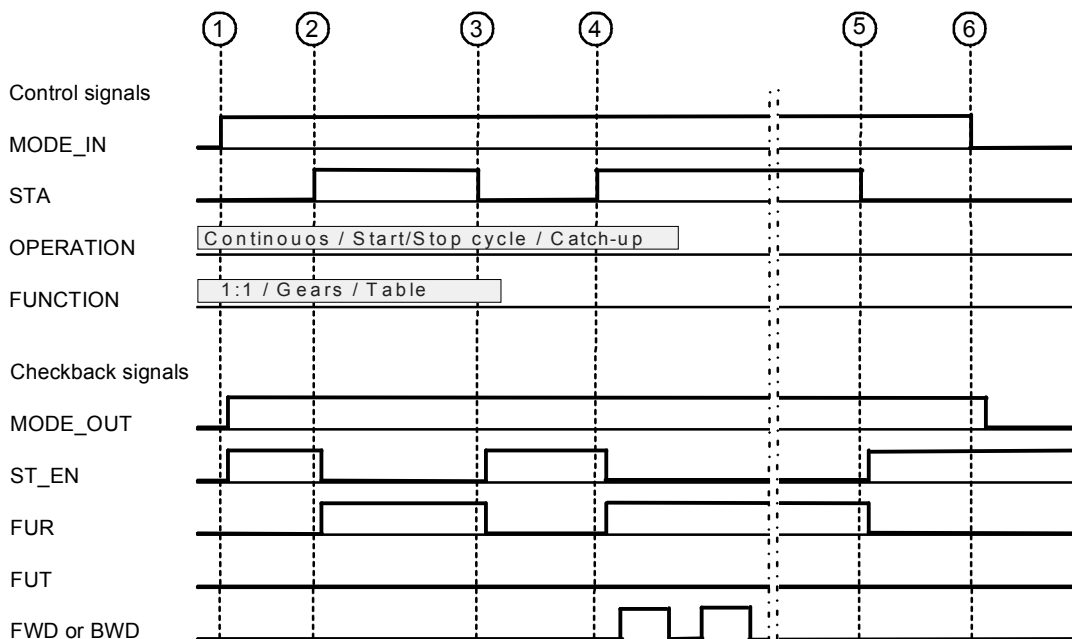 1 2 3 4 5 6
Control signals
MODE_IN
STA
OPERATION Continouos / Start/Stop cycle / Catch-up
FUNCTION 1:1 / Gears / Table
Checkback signals
MODE_OUT
ST_EN
FUR
FUT
FWD or BWD